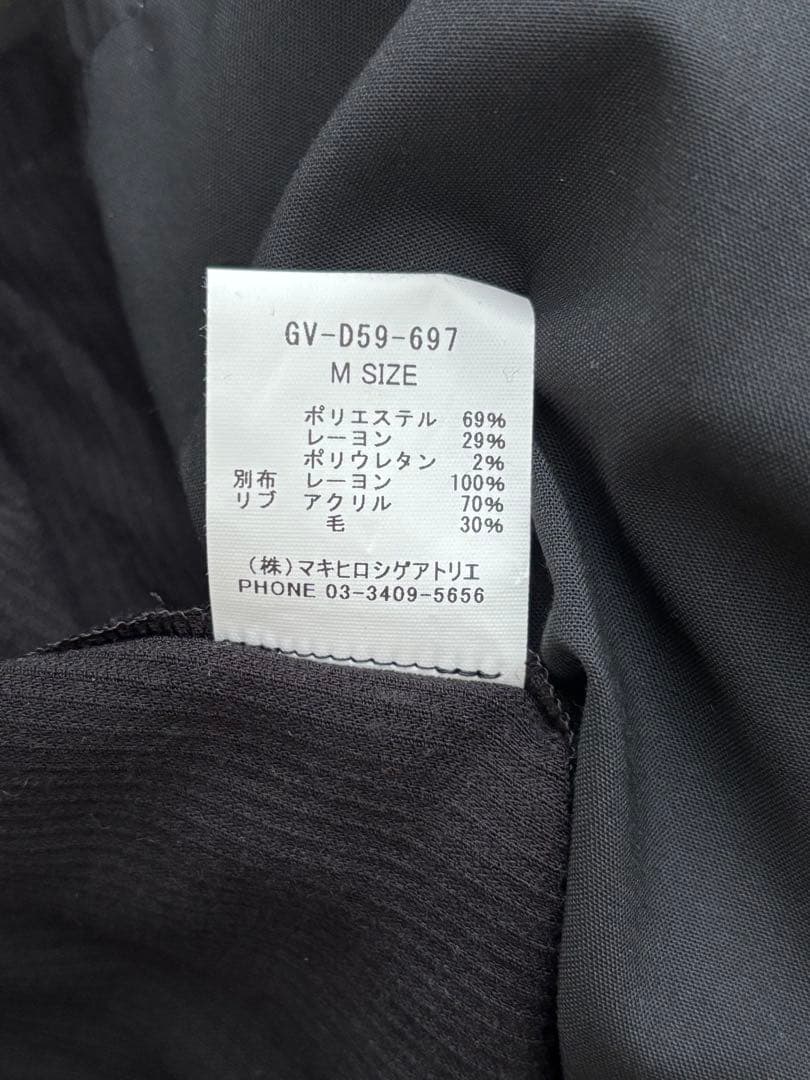 GV-D59-697
M SIZE
ポリエステル 69%
レーヨン 29%
ポリウレタン 2%
別布 レーヨン 100%
リブ アクリル 70%
毛 30%
(株)マキヒロシゲアトリエ
PHONE 03-3409-5656